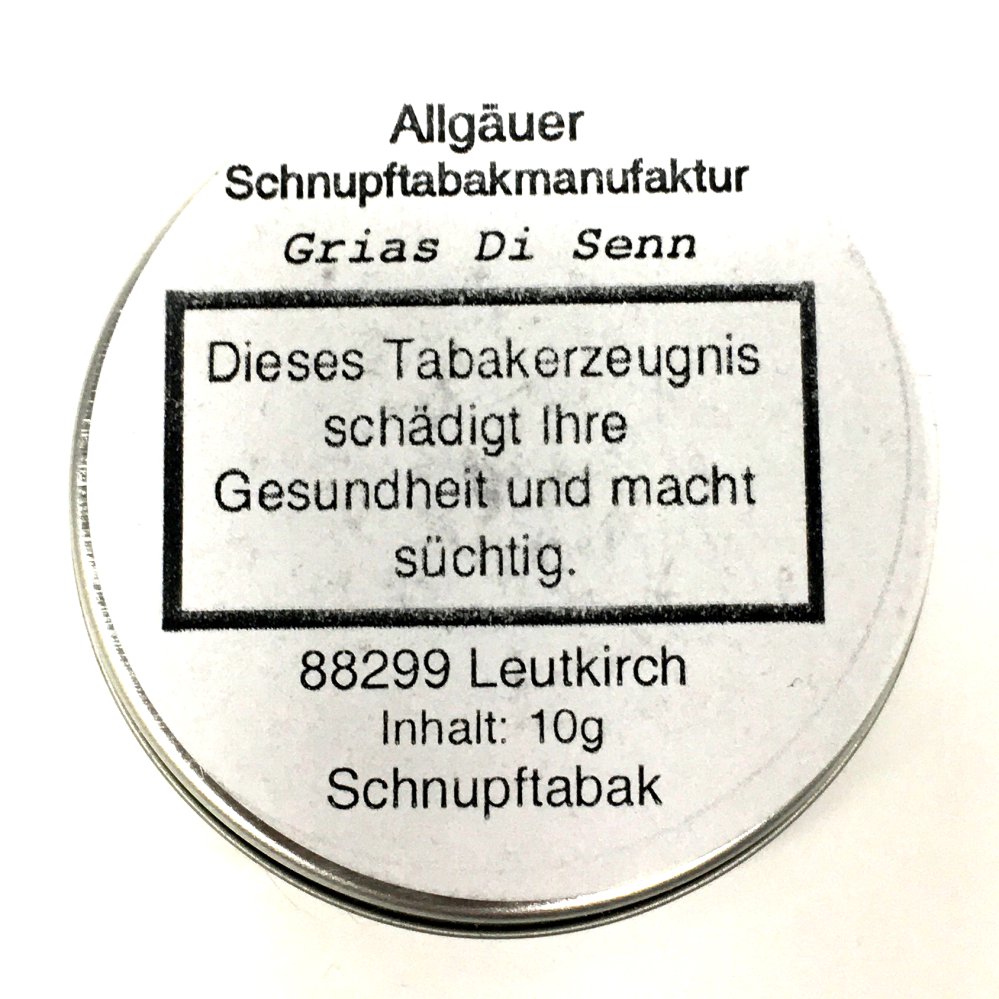 Allgäuer
Schnupftabakmanufaktur
Grias Di Senn
Dieses Tabakerzeugnis
schädigt Ihre
Gesundheit und macht
süchtig.
88299 Leutkirch
Inhalt: 10g
Schnupftabak